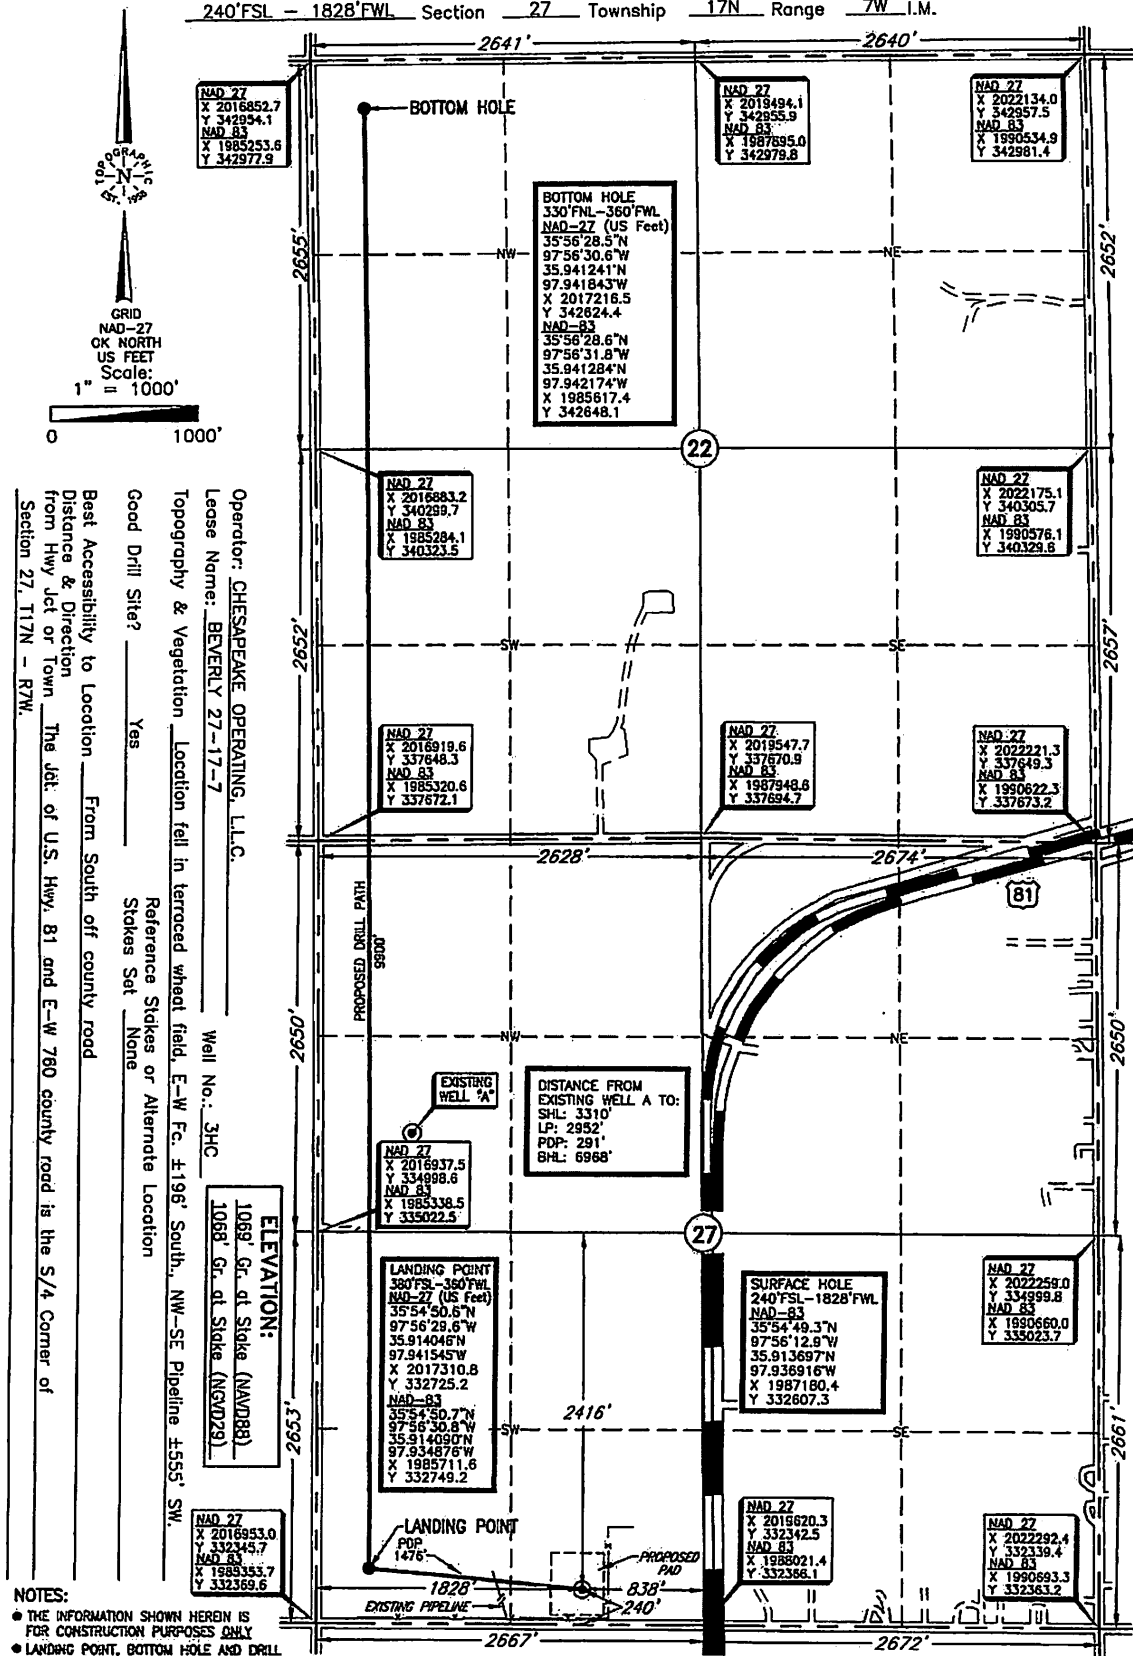 240'FSL – 1828'FWL Section 27 Township 17N Range 7W I.M.
2641'
2640'
NAD 27
X 2016852.7
Y 342954.1
NAD 83
X 1985253.6
Y 342977.9
BOTTOM HOLE
NAD 27
X 2019494.1
Y 342955.9
NAD 83
X 1987895.0
Y 342979.8
NAD 27
X 2022134.0
Y 342957.5
NAD 83
X 1990534.9
Y 342981.4
TOPOGRAPHIC
N
EST. 1958
GRID
NAD-27
OK NORTH
US FEET
Scale:
1" = 1000'
0 1000'
BOTTOM HOLE
330'FNL-360'FWL
NAD-27 (US Feet)
35°56'28.5"N
97°56'30.6"W
35.941241°N
97.941843°W
X 2017216.5
Y 342624.4
NAD-83
35°56'28.6"N
97°56'31.8"W
35.941284°N
97.942174°W
X 1985617.4
Y 342648.1
2655'
NW
NE
2652'
22
NAD 27
X 2016883.2
Y 340299.7
NAD 83
X 1985284.1
Y 340323.5
NAD 27
X 2022175.1
Y 340305.7
NAD 83
X 1990576.1
Y 340329.6
2652'
SW
SE
2657'
NAD 27
X 2016919.6
Y 337648.3
NAD 83
X 1985320.6
Y 337672.1
NAD 27
X 2019547.7
Y 337670.9
NAD 83
X 1987948.6
Y 337694.7
NAD 27
X 2022221.3
Y 337649.3
NAD 83
X 1990622.3
Y 337673.2
2628'
2674'
81
PROPOSED DRILL PATH
9900'
2650'
NW
NE
2650'
EXISTING
WELL "A"
DISTANCE FROM
EXISTING WELL A TO:
SHL: 3310'
LP: 2952'
PDP: 291'
BHL: 6968'
NAD 27
X 2016937.5
Y 334998.6
NAD 83
X 1985338.5
Y 335022.5
27
LANDING POINT
380'FSL-360'FWL
NAD-27 (US Feet)
35°54'50.6"N
97°56'29.6"W
35.914046°N
97.941545°W
X 2017310.8
Y 332725.2
NAD-83
35°54'50.7"N
97°56'30.8"W
35.914090°N
97.934876°W
X 1985711.6
Y 332749.2
SURFACE HOLE
240'FSL-1828'FWL
NAD-83
35°54'49.3"N
97°56'12.9"W
35.913697°N
97.936916°W
X 1987180.4
Y 332607.3
NAD 27
X 2022259.0
Y 334999.8
NAD 83
X 1990660.0
Y 335023.7
2653'
2416'
SW
SE
2661'
NAD 27
X 2016953.0
Y 332345.7
NAD 83
X 1985353.7
Y 332369.6
LANDING POINT
PDP
1476'
1828'
838'
240'
PROPOSED
PAD
EXISTING PIPELINE
NAD 27
X 2019620.3
Y 332342.5
NAD 83
X 1988021.4
Y 332366.1
NAD 27
X 2022292.4
Y 332339.4
NAD 83
X 1990693.3
Y 332363.2
2667'
2672'
Operator: CHESAPEAKE OPERATING, L.L.C.
Lease Name: BEVERLY 27-17-7 Well No.: 3HC
Topography & Vegetation Location fell in terraced wheat field, E-W Fc. ±196' South., NW-SE Pipeline ±555' SW.
Good Drill Site? Yes
Reference Stakes or Alternate Location
Stakes Set None
Best Accessibility to Location From South off county road
Distance & Direction
from Hwy Jct or Town The Jct. of U.S. Hwy. 81 and E-W 760 county road is the S/4 Corner of
Section 27, T17N - R7W.
ELEVATION:
1069' Gr. at Stake (NAVD88)
1068' Gr. at Stake (NGVD29)
NOTES:
● THE INFORMATION SHOWN HEREIN IS
FOR CONSTRUCTION PURPOSES ONLY
● LANDING POINT, BOTTOM HOLE AND DRILL